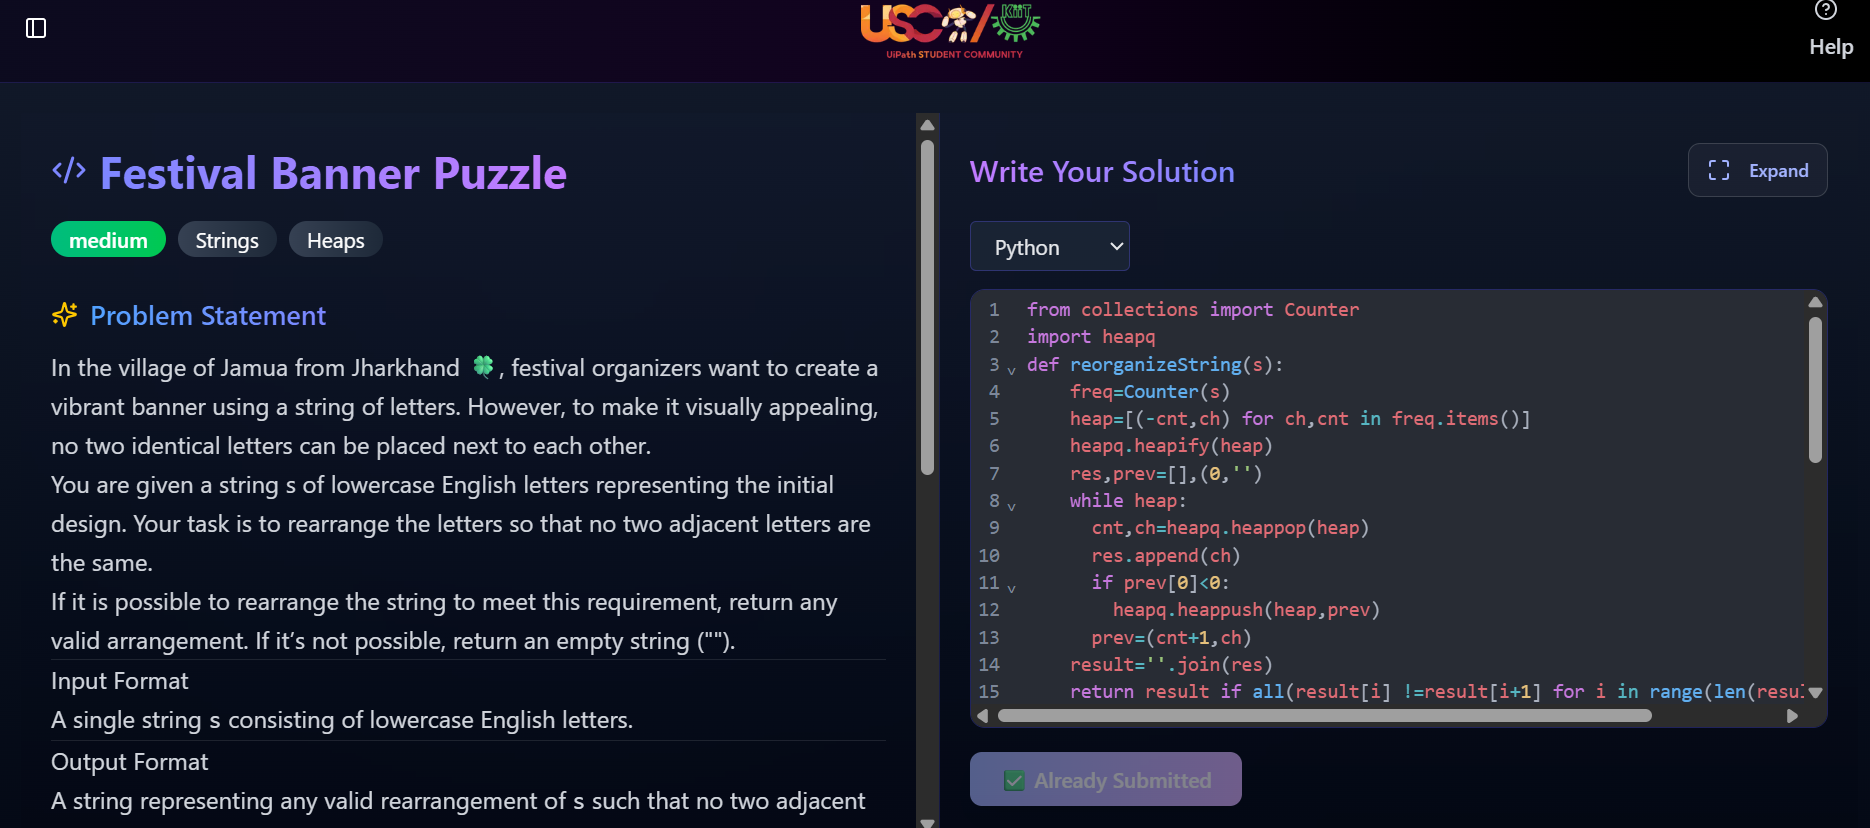 USC/KIIT
UiPath STUDENT COMMUNITY
Help
</> Festival Banner Puzzle
medium Strings Heaps
Problem Statement
In the village of Jamua from Jharkhand 🍀, festival organizers want to create a
vibrant banner using a string of letters. However, to make it visually appealing,
no two identical letters can be placed next to each other.
You are given a string s of lowercase English letters representing the initial
design. Your task is to rearrange the letters so that no two adjacent letters are
the same.
If it is possible to rearrange the string to meet this requirement, return any
valid arrangement. If it’s not possible, return an empty string ("").
Input Format
A single string s consisting of lowercase English letters.
Output Format
A string representing any valid rearrangement of s such that no two adjacent
Write Your Solution
Expand
Python
1 from collections import Counter
2 import heapq
3 def reorganizeString(s):
4 freq=Counter(s)
5 heap=[(-cnt,ch) for ch,cnt in freq.items()]
6 heapq.heapify(heap)
7 res,prev=[],(0,'')
8 while heap:
9 cnt,ch=heapq.heappop(heap)
10 res.append(ch)
11 if prev[0]<0:
12 heapq.heappush(heap,prev)
13 prev=(cnt+1,ch)
14 result=''.join(res)
15 return result if all(result[i] !=result[i+1] for i in range(len(resul
✅ Already Submitted